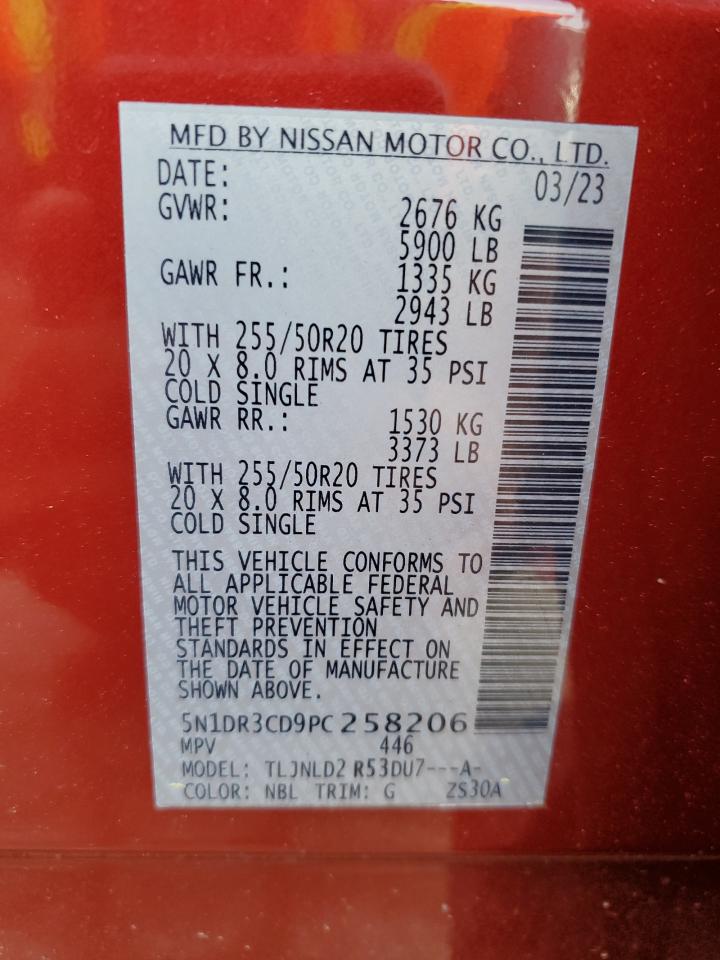 MFD BY NISSAN MOTOR CO., LTD.
DATE: 03/23
GVWR: 2676 KG
5900 LB
GAWR FR.: 1335 KG
2943 LB
WITH 255/50R20 TIRES
20 X 8.0 RIMS AT 35 PSI
COLD SINGLE
GAWR RR.: 1530 KG
3373 LB
WITH 255/50R20 TIRES
20 X 8.0 RIMS AT 35 PSI
COLD SINGLE
THIS VEHICLE CONFORMS TO
ALL APPLICABLE FEDERAL
MOTOR VEHICLE SAFETY AND
THEFT PREVENTION
STANDARDS IN EFFECT ON
THE DATE OF MANUFACTURE
SHOWN ABOVE.
5N1DR3CD9PC258206
MPV 446
MODEL: TLJNLD2 R53DU7---A-
COLOR: NBL TRIM: G ZS30A